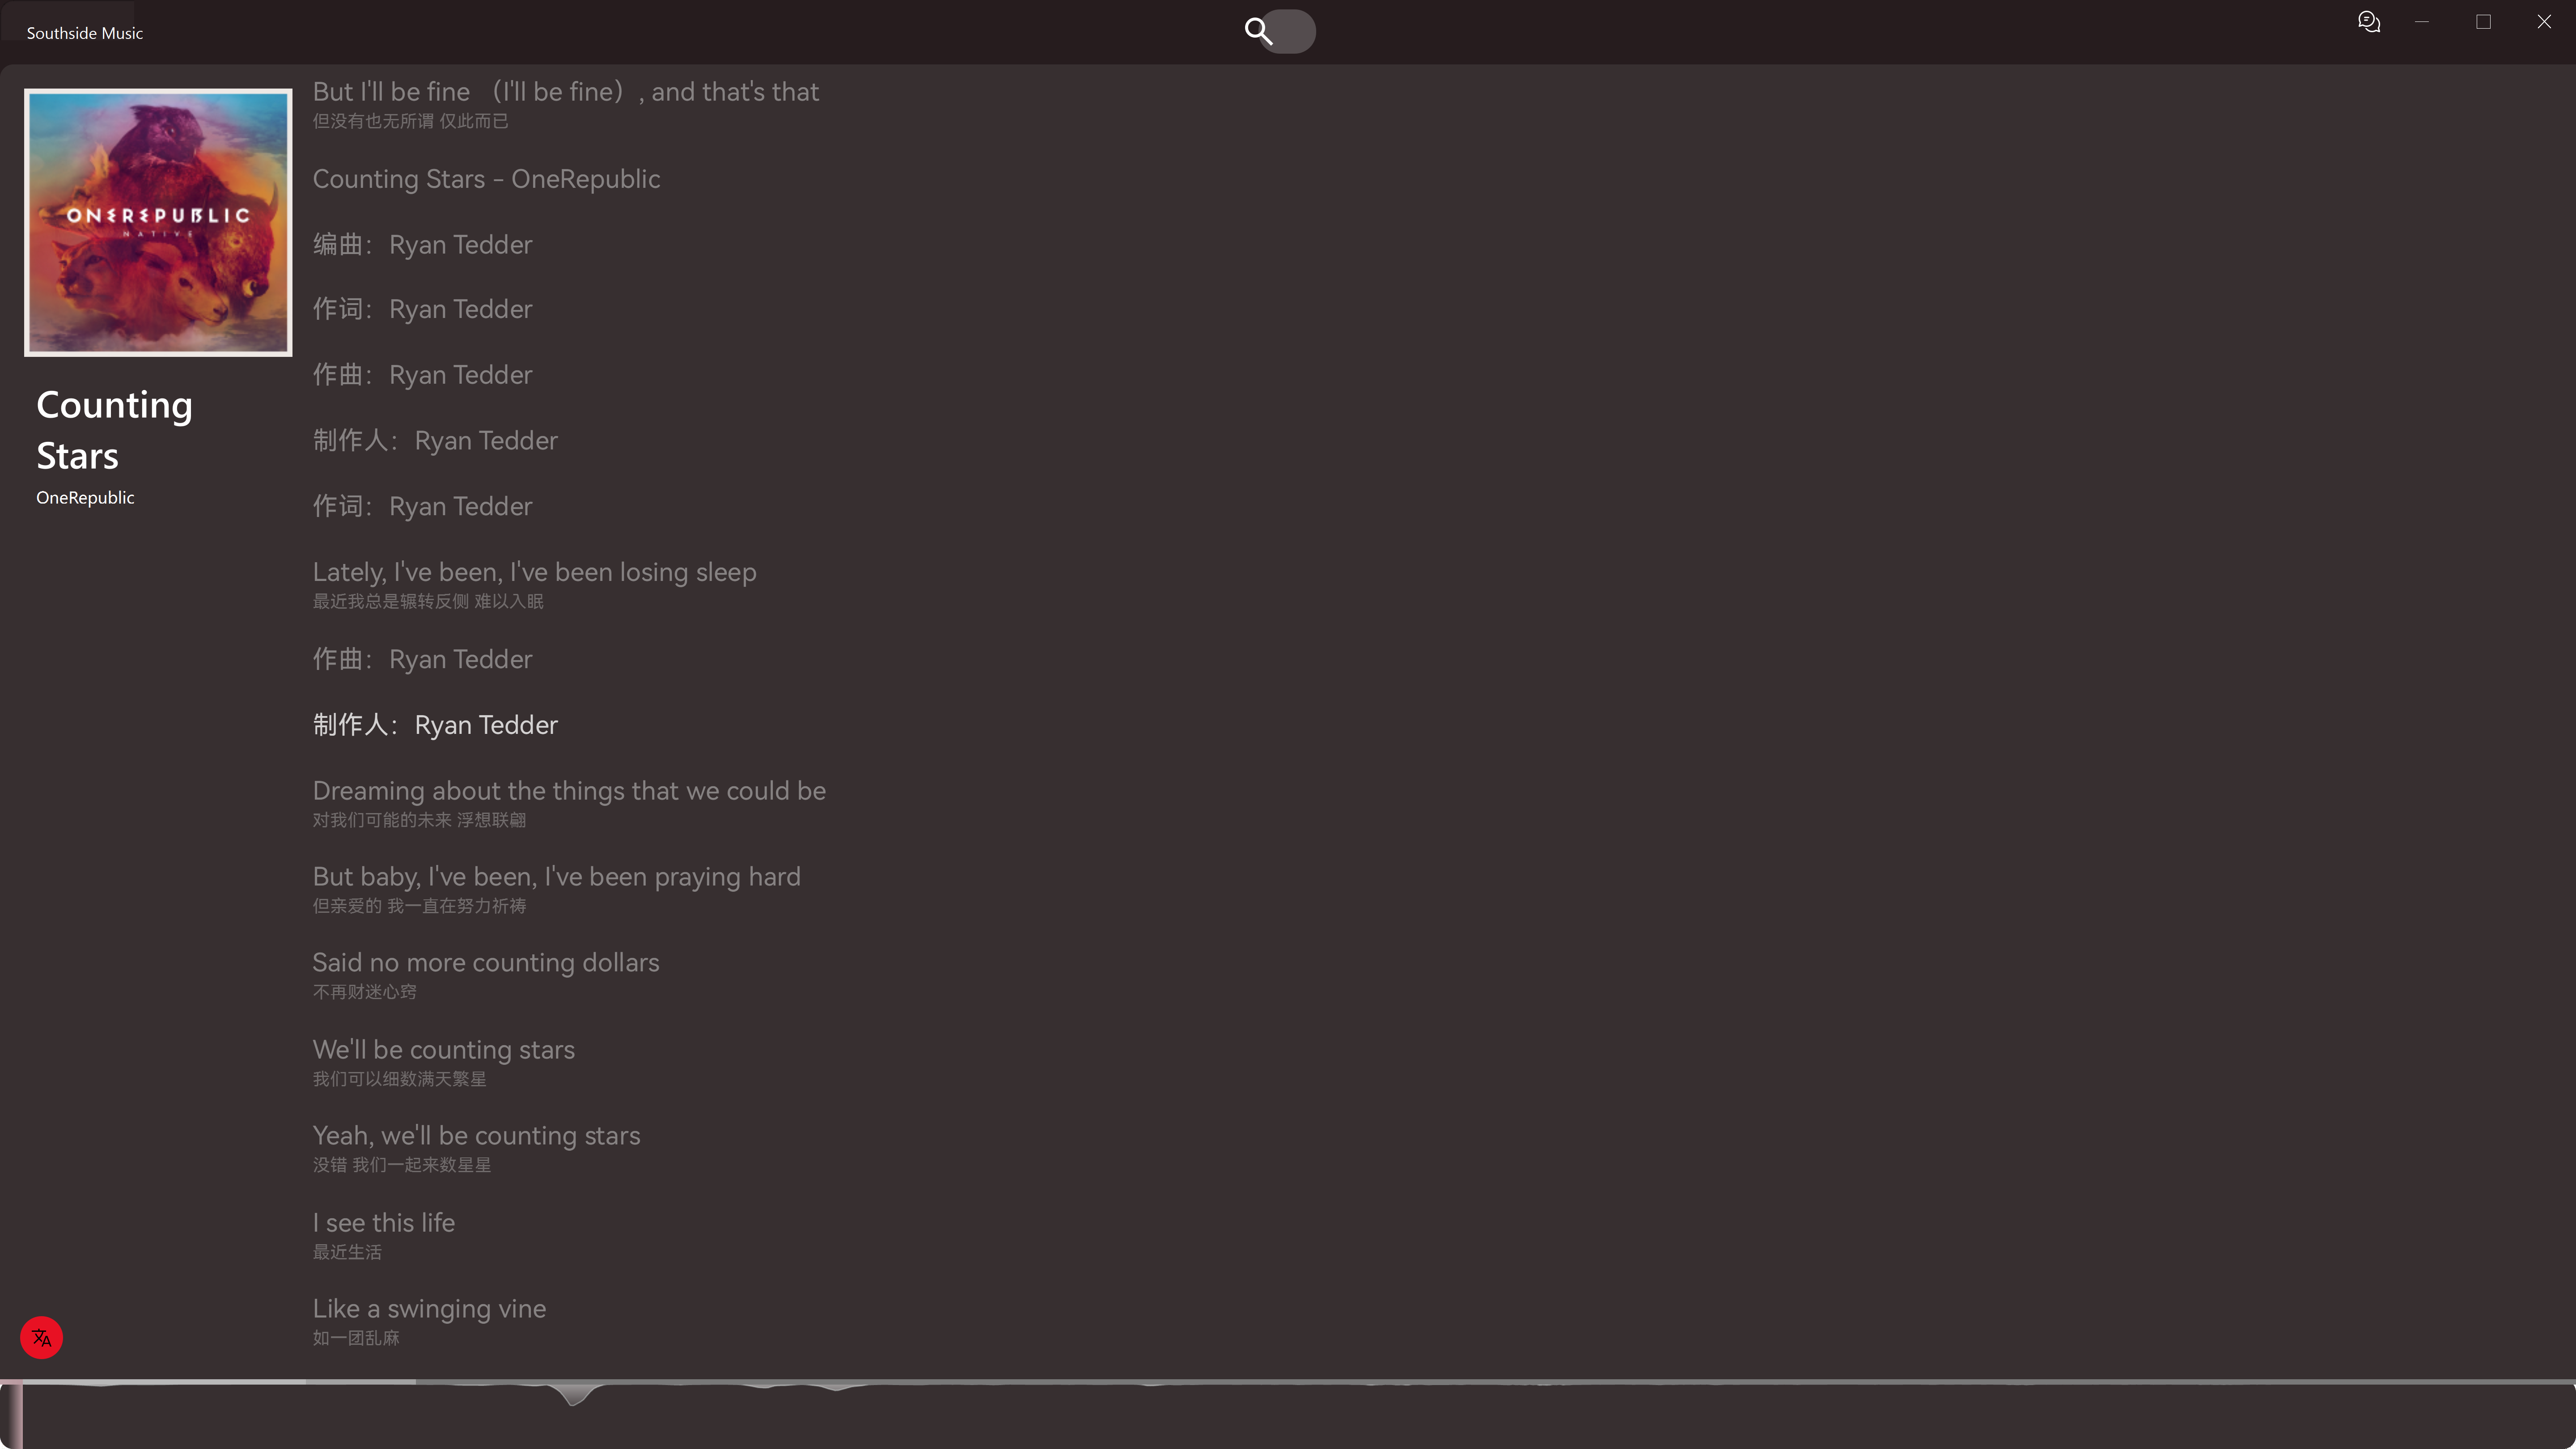 Southside Music
ONEREPUBLIC
NATIVE
Counting
Stars
OneRepublic
But I'll be fine （I'll be fine）, and that's that
但没有也无所谓 仅此而已
Counting Stars - OneRepublic
编曲： Ryan Tedder
作词： Ryan Tedder
作曲： Ryan Tedder
制作人： Ryan Tedder
作词： Ryan Tedder
Lately, I've been, I've been losing sleep
最近我总是辗转反侧 难以入眠
作曲： Ryan Tedder
制作人： Ryan Tedder
Dreaming about the things that we could be
对我们可能的未来 浮想联翩
But baby, I've been, I've been praying hard
但亲爱的 我一直在努力祈祷
Said no more counting dollars
不再财迷心窍
We'll be counting stars
我们可以细数满天繁星
Yeah, we'll be counting stars
没错 我们一起来数星星
I see this life
最近生活
Like a swinging vine
如一团乱麻